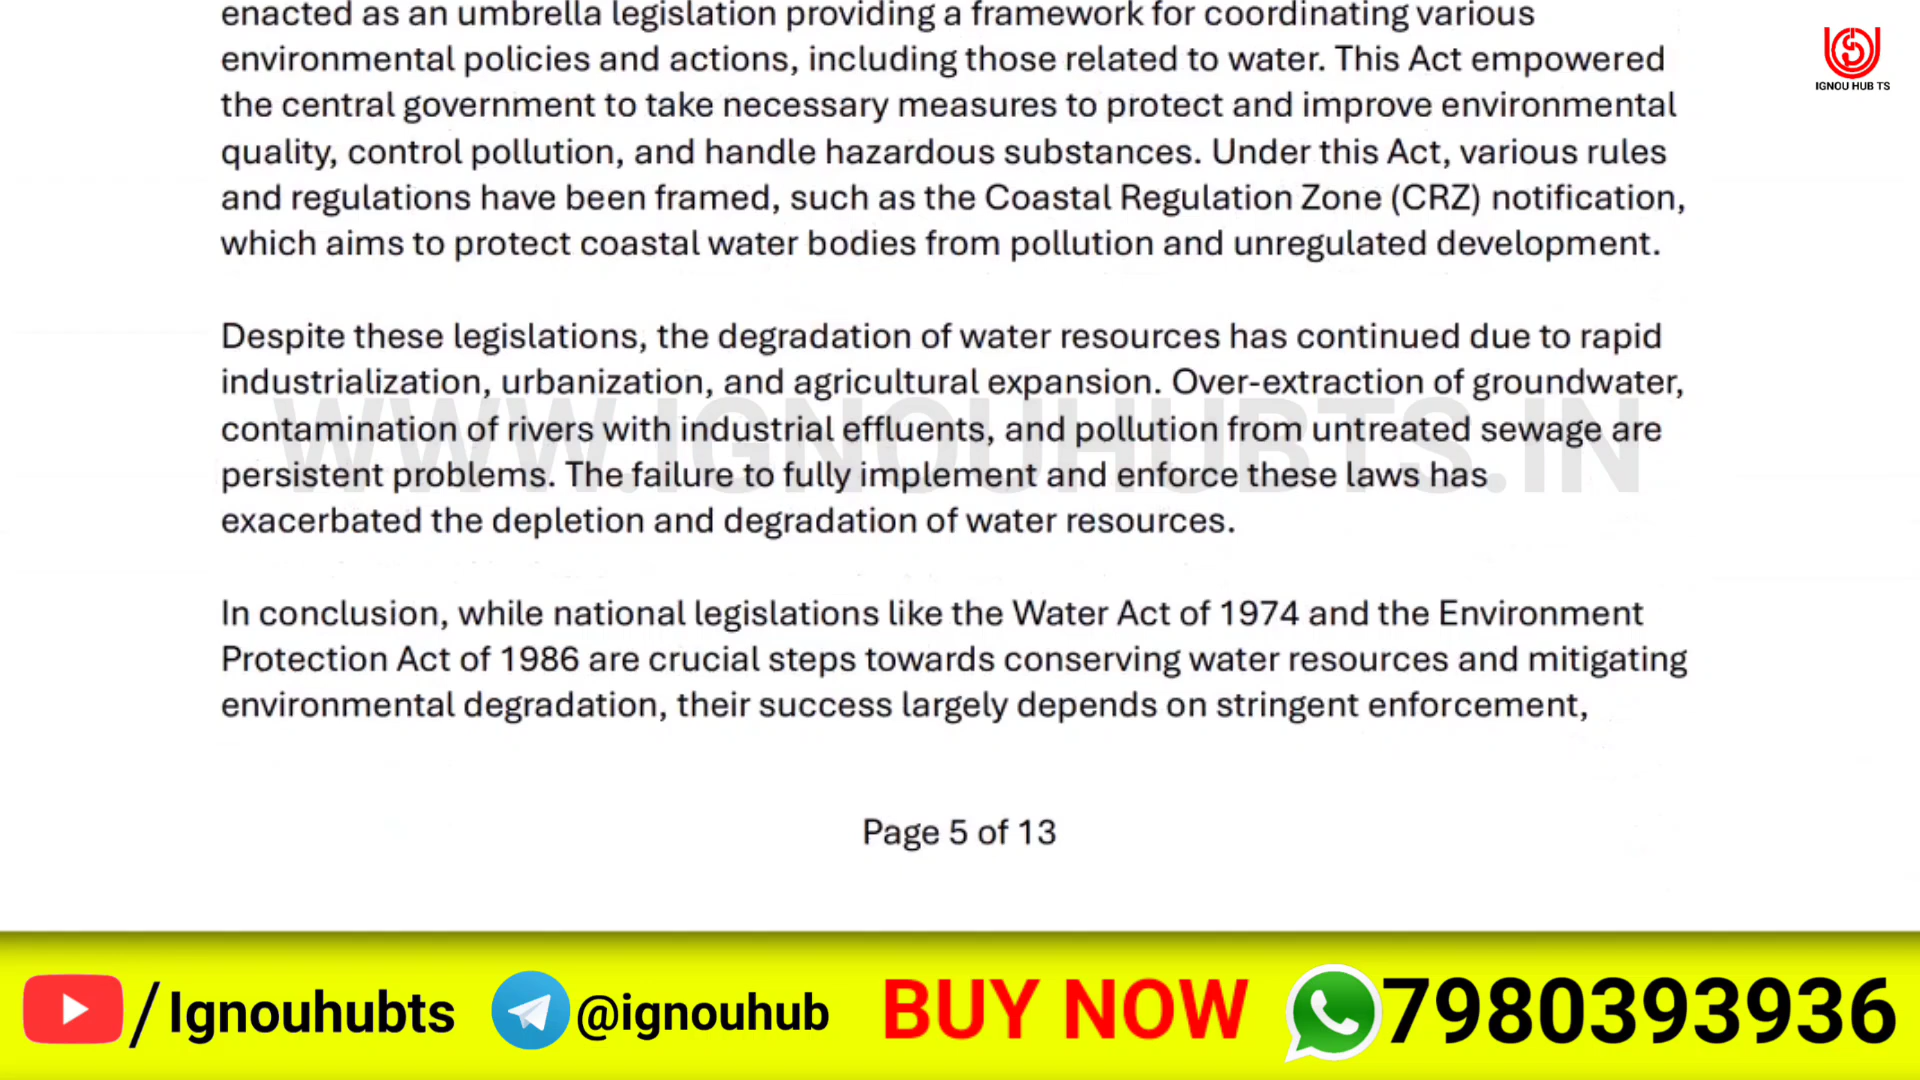 enacted as an umbrella legislation providing a framework for coordinating various
environmental policies and actions, including those related to water. This Act empowered
the central government to take necessary measures to protect and improve environmental
quality, control pollution, and handle hazardous substances. Under this Act, various rules
and regulations have been framed, such as the Coastal Regulation Zone (CRZ) notification,
which aims to protect coastal water bodies from pollution and unregulated development.
IGNOU HUB TS
Despite these legislations, the degradation of water resources has continued due to rapid
industrialization, urbanization, and agricultural expansion. Over-extraction of groundwater,
contamination of rivers with industrial effluents, and pollution from untreated sewage are
persistent problems. The failure to fully implement and enforce these laws has
exacerbated the depletion and degradation of water resources.
WWW.IGNOUHUBTS.IN
In conclusion, while national legislations like the Water Act of 1974 and the Environment
Protection Act of 1986 are crucial steps towards conserving water resources and mitigating
environmental degradation, their success largely depends on stringent enforcement,
Page 5 of 13
/Ignouhubts @ignouhub BUY NOW 7980393936